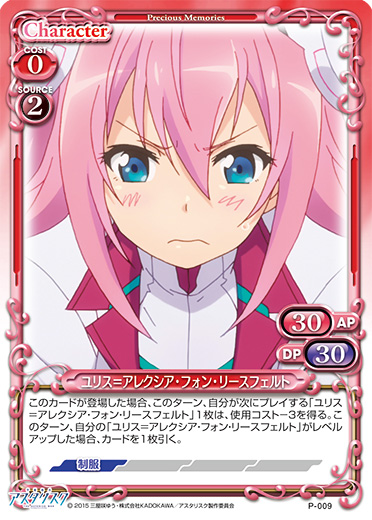 Precious Memories
Character
COST
0
SOURCE
2
30 AP
DP 30
ユリス＝アレクシア・フォン・リースフェルト
このカードが登場した場合、このターン、自分が次にプレイする「ユリス
＝アレクシア・フォン・リースフェルト」1枚は、使用コスト－3を得る。こ
のターン、自分の「ユリス＝アレクシア・フォン・リースフェルト」がレベル
アップした場合、カードを1枚引く。
制服
アスタリスク
© 2015 三屋咲ゆう・株式会社KADOKAWA／アスタリスク製作委員会
P-009